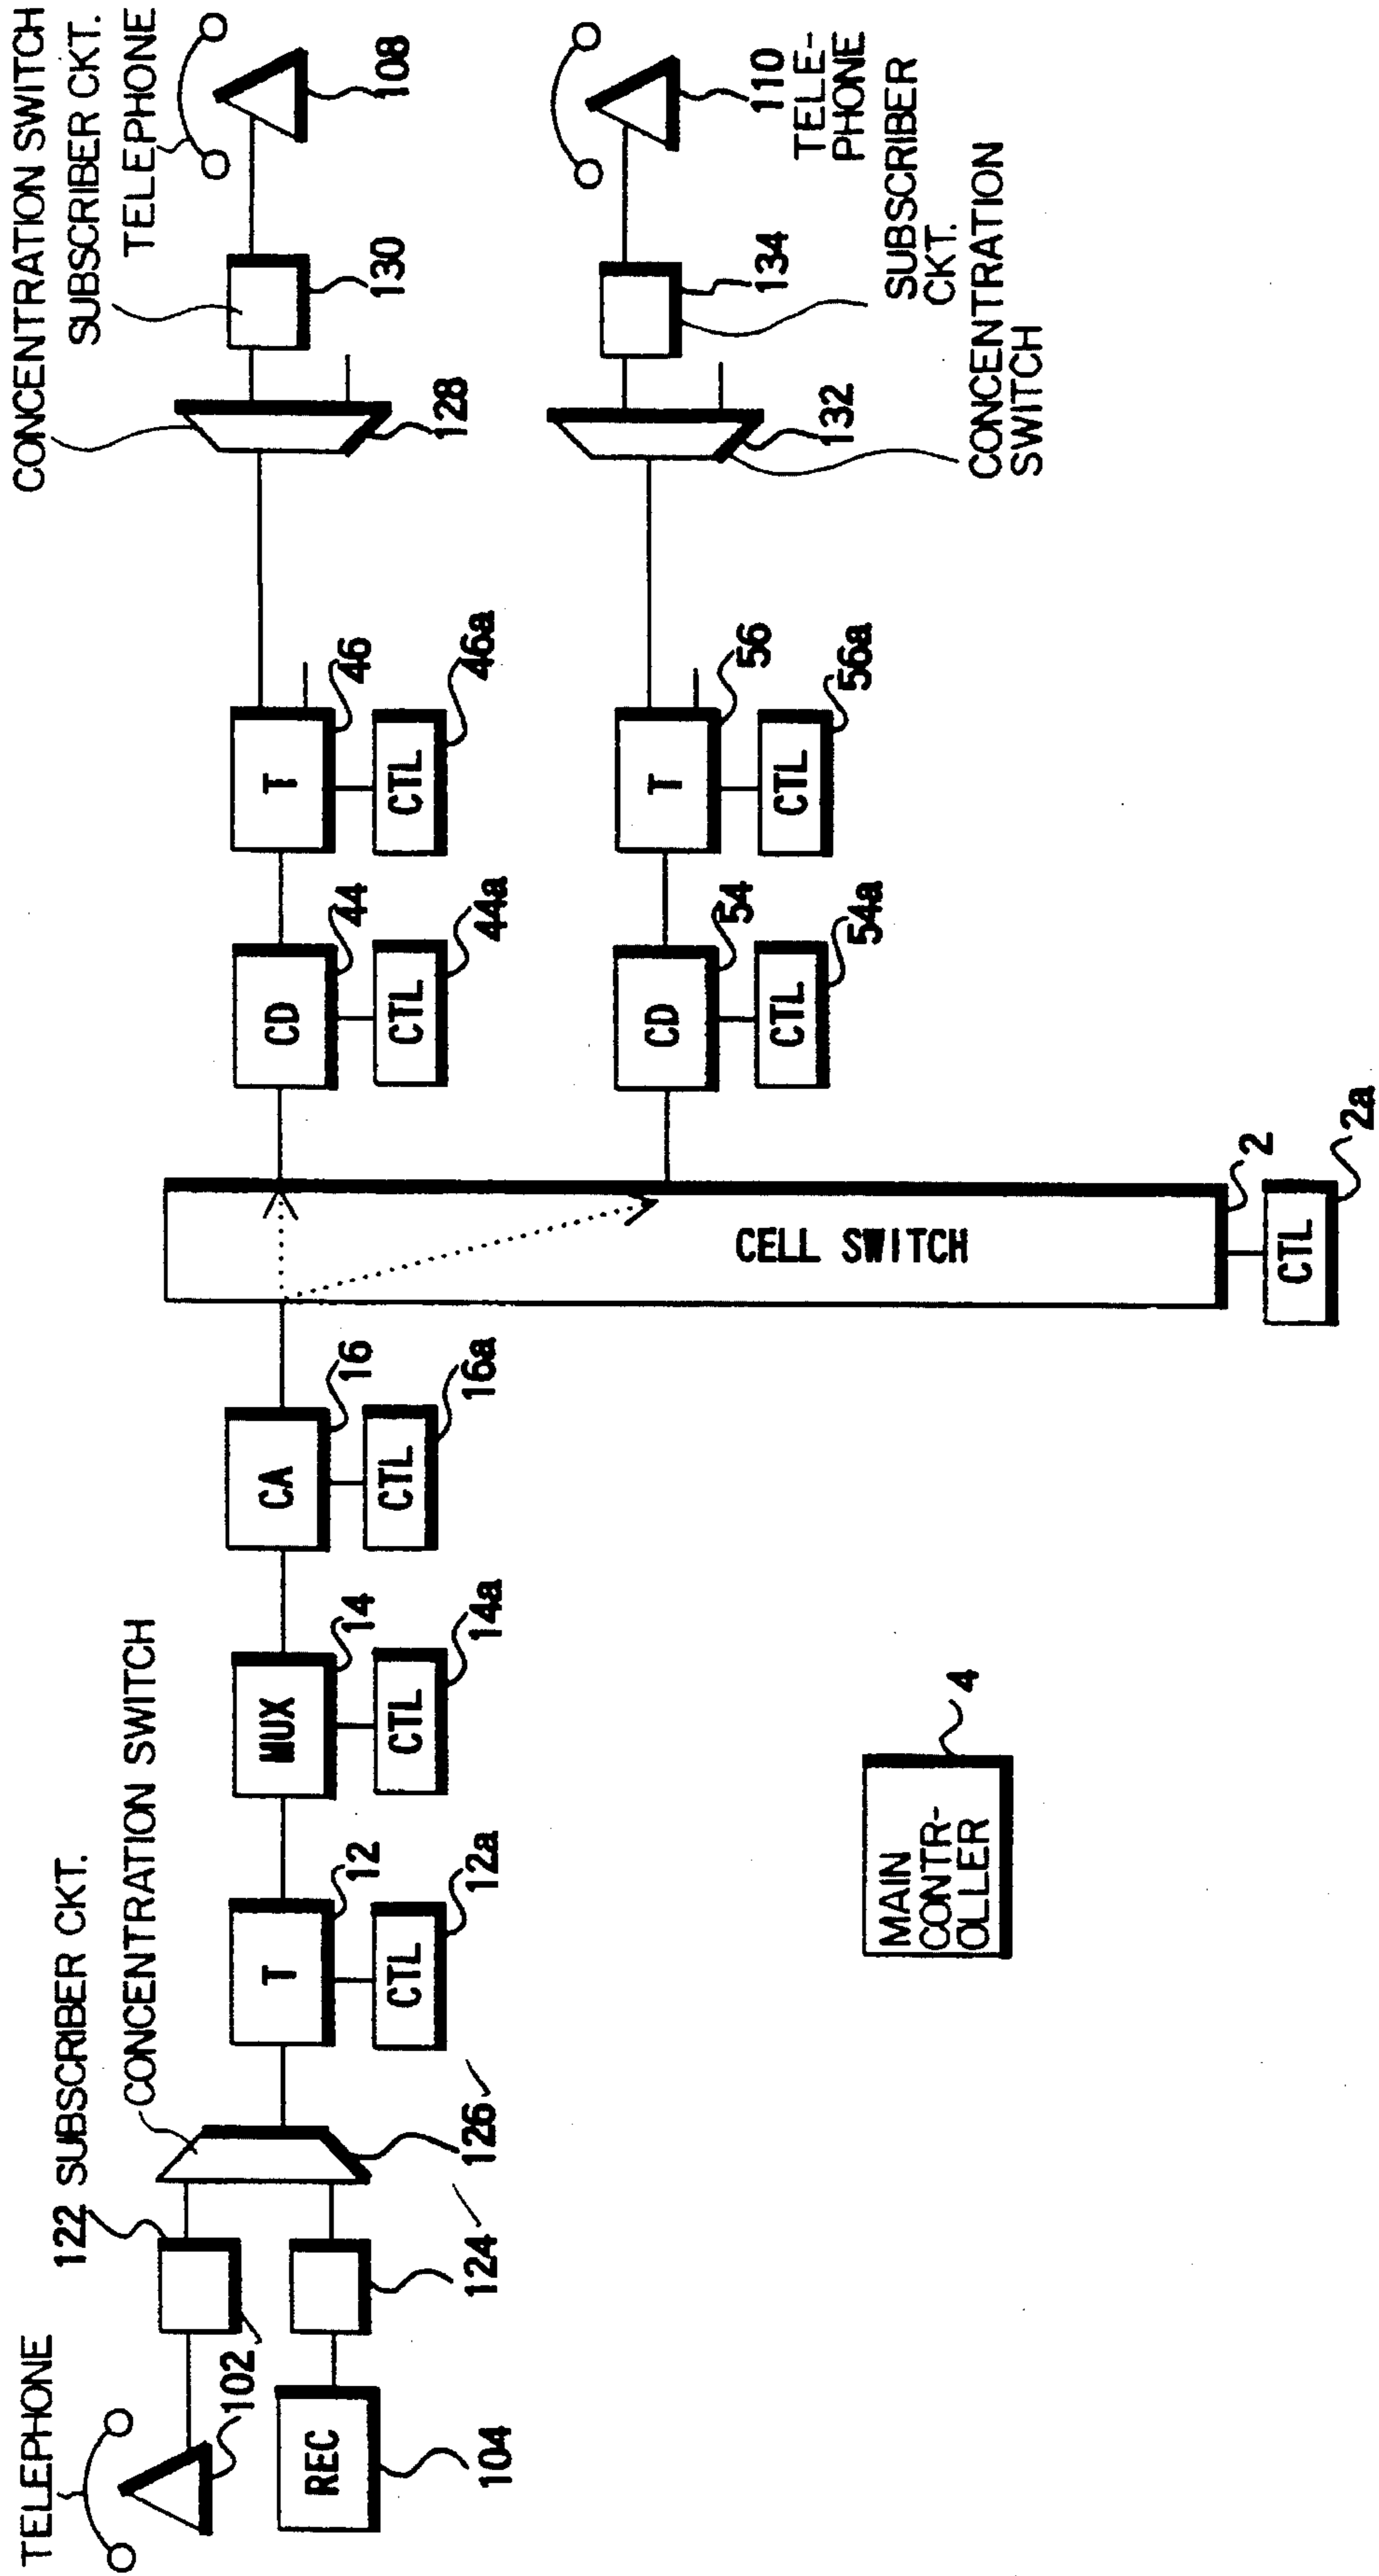 TELEPHONE
102
REC
104
122 SUBSCRIBER CKT.
124
CONCENTRATION SWITCH
126
T
12
CTL
12a
MUX
14
CTL
14a
CA
16
CTL
16a
CELL SWITCH
2
CTL
2a
MAIN
CONTR-
OLLER
4
CD
44
CTL
44a
T
46
CTL
46a
CONCENTRATION SWITCH
SUBSCRIBER CKT.
TELEPHONE
128
130
108
CD
54
CTL
54a
T
56
CTL
56a
132
134
110
TELE-
PHONE
SUBSCRIBER
CKT.
CONCENTRATION
SWITCH